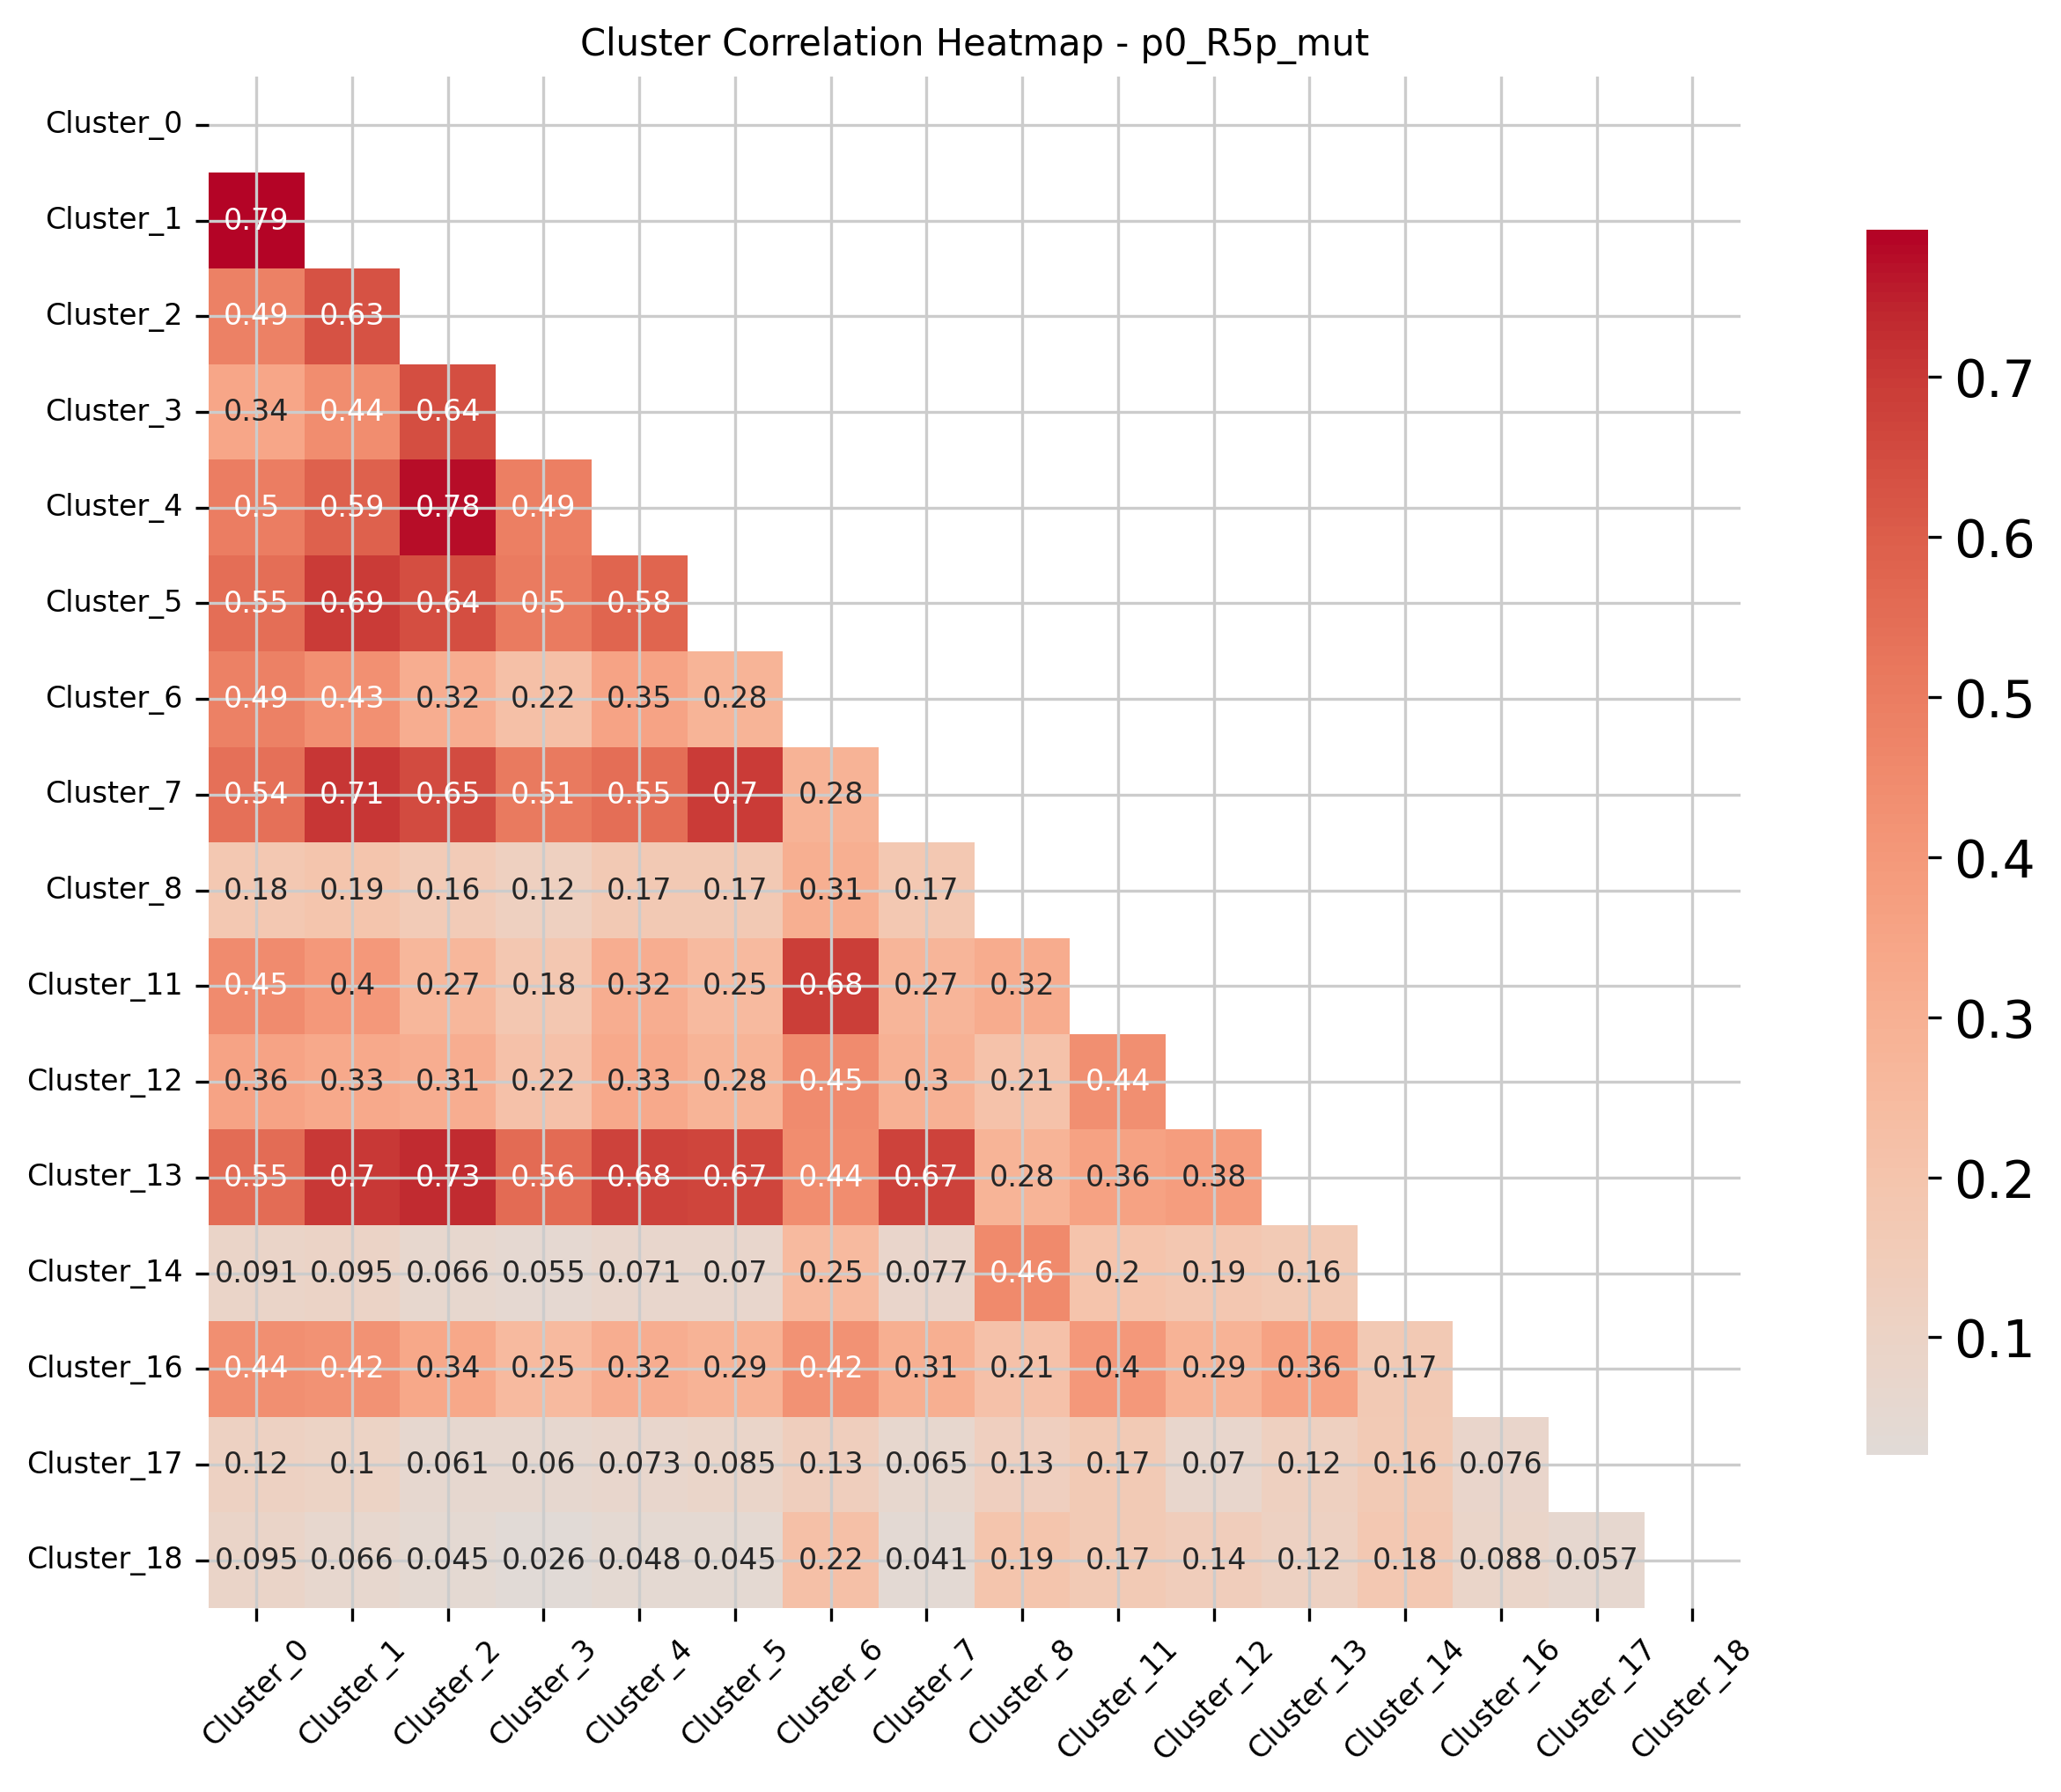 Cluster Correlation Heatmap - p0_R5p_mut
Cluster_0
Cluster_1 0.79
Cluster_2 0.49 0.63
Cluster_3 0.34 0.44 0.64
Cluster_4 0.5 0.59 0.78 0.49
Cluster_5 0.55 0.69 0.64 0.5 0.58
Cluster_6 0.49 0.43 0.32 0.22 0.35 0.28
Cluster_7 0.54 0.71 0.65 0.51 0.55 0.7 0.28
Cluster_8 0.18 0.19 0.16 0.12 0.17 0.17 0.31 0.17
Cluster_11 0.45 0.4 0.27 0.18 0.32 0.25 0.68 0.27 0.32
Cluster_12 0.36 0.33 0.31 0.22 0.33 0.28 0.45 0.3 0.21 0.44
Cluster_13 0.55 0.7 0.73 0.56 0.68 0.67 0.44 0.67 0.28 0.36 0.38
Cluster_14 0.091 0.095 0.066 0.055 0.071 0.07 0.25 0.077 0.46 0.2 0.19 0.16
Cluster_16 0.44 0.42 0.34 0.25 0.32 0.29 0.42 0.31 0.21 0.4 0.29 0.36 0.17
Cluster_17 0.12 0.1 0.061 0.06 0.073 0.085 0.13 0.065 0.13 0.17 0.07 0.12 0.16 0.076
Cluster_18 0.095 0.066 0.045 0.026 0.048 0.045 0.22 0.041 0.19 0.17 0.14 0.12 0.18 0.088 0.057
Cluster_0 Cluster_1 Cluster_2 Cluster_3 Cluster_4 Cluster_5 Cluster_6 Cluster_7 Cluster_8 Cluster_11 Cluster_12 Cluster_13 Cluster_14 Cluster_16 Cluster_17 Cluster_18
0.7
0.6
0.5
0.4
0.3
0.2
0.1